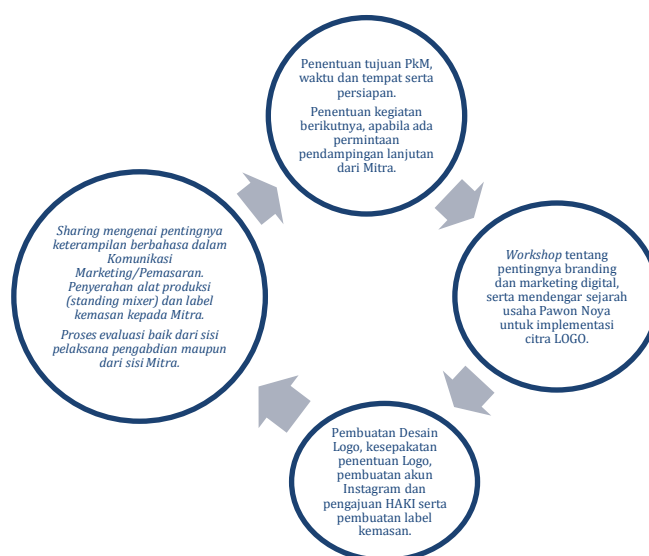 Penentuan tujuan PkM,
waktu dan tempat serta
persiapan.
Penentuan kegiatan
berikutnya, apabila ada
permintaan
pendampingan lanjutan
dari Mitra.
Workshop tentang
pentingnya branding
dan marketing digital,
serta mendengar sejarah
usaha Pawon Noya
untuk implementasi
citra LOGO.
Pembuatan Desain
Logo, kesepakatan
penentuan Logo,
pembuatan akun
Instagram dan
pengajuan HAKI serta
pembuatan label
kemasan.
Sharing mengenai pentingnya
keterampilan berbahasa dalam
Komunikasi
Marketing/Pemasaran.
Penyerahan alat produksi
(standing mixer) dan label
kemasan kepada Mitra.
Proses evaluasi baik dari sisi
pelaksana pengabdian maupun
dari sisi Mitra.